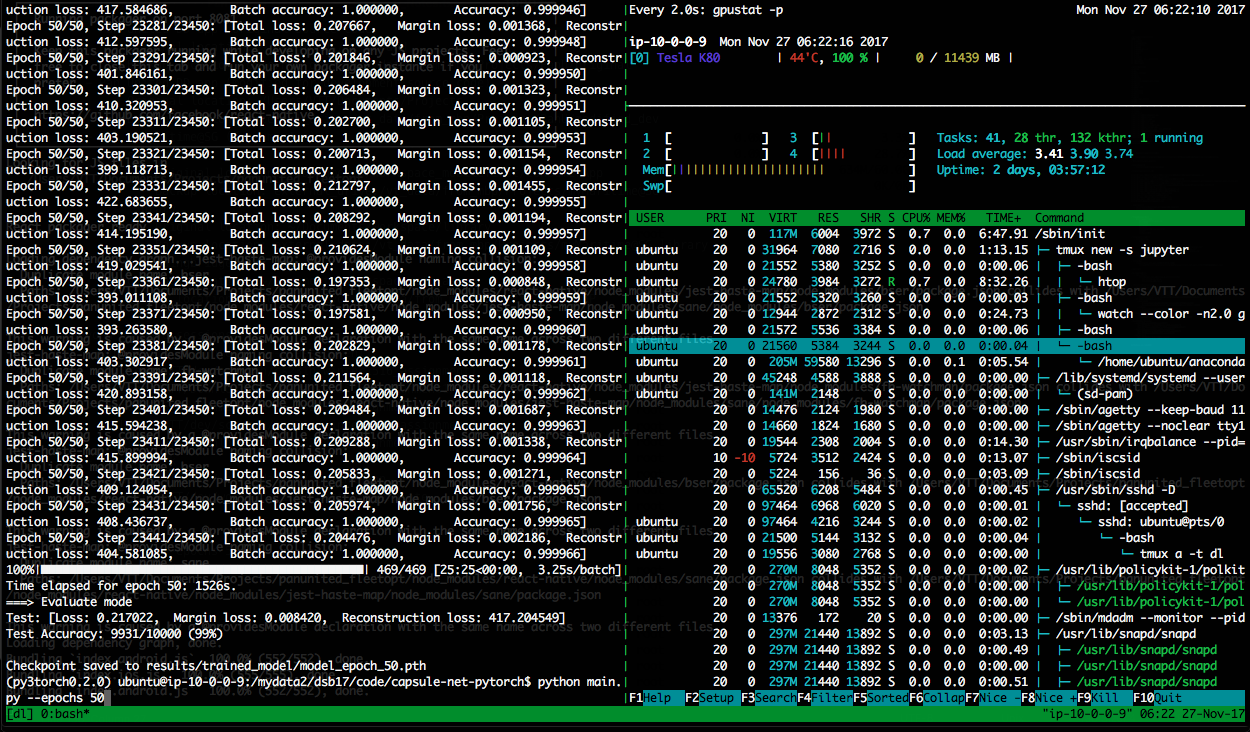 uction loss: 417.584686, Batch accuracy: 1.000000, Accuracy: 0.999946]
Epoch 50/50, Step 23281/23450: [Total loss: 0.207667, Margin loss: 0.001368, Reconstr
uction loss: 412.597595, Batch accuracy: 1.000000, Accuracy: 0.999948]
Epoch 50/50, Step 23291/23450: [Total loss: 0.201846, Margin loss: 0.000923, Reconstr
uction loss: 401.846161, Batch accuracy: 1.000000, Accuracy: 0.999950]
Epoch 50/50, Step 23301/23450: [Total loss: 0.206484, Margin loss: 0.001323, Reconstr
uction loss: 410.320953, Batch accuracy: 1.000000, Accuracy: 0.999951]
Epoch 50/50, Step 23311/23450: [Total loss: 0.202700, Margin loss: 0.001105, Reconstr
uction loss: 403.190521, Batch accuracy: 1.000000, Accuracy: 0.999953]
Epoch 50/50, Step 23321/23450: [Total loss: 0.200713, Margin loss: 0.001154, Reconstr
uction loss: 399.118713, Batch accuracy: 1.000000, Accuracy: 0.999954]
Epoch 50/50, Step 23331/23450: [Total loss: 0.212797, Margin loss: 0.001455, Reconstr
uction loss: 422.683655, Batch accuracy: 1.000000, Accuracy: 0.999955]
Epoch 50/50, Step 23341/23450: [Total loss: 0.208292, Margin loss: 0.001194, Reconstr
uction loss: 414.195190, Batch accuracy: 1.000000, Accuracy: 0.999957]
Epoch 50/50, Step 23351/23450: [Total loss: 0.210624, Margin loss: 0.001109, Reconstr
uction loss: 419.029541, Batch accuracy: 1.000000, Accuracy: 0.999958]
Epoch 50/50, Step 23361/23450: [Total loss: 0.197353, Margin loss: 0.000848, Reconstr
uction loss: 393.011108, Batch accuracy: 1.000000, Accuracy: 0.999959]
Epoch 50/50, Step 23371/23450: [Total loss: 0.197581, Margin loss: 0.000950, Reconstr
uction loss: 393.263580, Batch accuracy: 1.000000, Accuracy: 0.999960]
Epoch 50/50, Step 23381/23450: [Total loss: 0.202829, Margin loss: 0.001178, Reconstr
uction loss: 403.302917, Batch accuracy: 1.000000, Accuracy: 0.999961]
Epoch 50/50, Step 23391/23450: [Total loss: 0.211564, Margin loss: 0.001118, Reconstr
uction loss: 420.893158, Batch accuracy: 1.000000, Accuracy: 0.999962]
Epoch 50/50, Step 23401/23450: [Total loss: 0.209484, Margin loss: 0.001687, Reconstr
uction loss: 415.594238, Batch accuracy: 1.000000, Accuracy: 0.999963]
Epoch 50/50, Step 23411/23450: [Total loss: 0.209288, Margin loss: 0.001338, Reconstr
uction loss: 415.899994, Batch accuracy: 1.000000, Accuracy: 0.999964]
Epoch 50/50, Step 23421/23450: [Total loss: 0.205833, Margin loss: 0.001271, Reconstr
uction loss: 409.124054, Batch accuracy: 1.000000, Accuracy: 0.999965]
Epoch 50/50, Step 23431/23450: [Total loss: 0.205974, Margin loss: 0.001756, Reconstr
uction loss: 408.436737, Batch accuracy: 1.000000, Accuracy: 0.999965]
Epoch 50/50, Step 23441/23450: [Total loss: 0.204476, Margin loss: 0.002186, Reconstr
uction loss: 404.581085, Batch accuracy: 1.000000, Accuracy: 0.999966]
100%| | 469/469 [25:25<00:00, 3.25s/batch]
Time elapsed for epoch 50: 1526s.
===> Evaluate mode
Test: [Loss: 0.217022, Margin loss: 0.008420, Reconstruction loss: 417.204549]
Test Accuracy: 9931/10000 (99%)
Checkpoint saved to results/trained_model/model_epoch_50.pth
(py3torch0.2.0) ubuntu@ip-10-0-0-9:/mydata2/dsb17/code/capsule-net-pytorch$ python main.
py --epochs 50
Every 2.0s: gpustat -p Mon Nov 27 06:22:10 2017
ip-10-0-0-9 Mon Nov 27 06:22:16 2017
[0] Tesla K80 | 44'C, 100 % | 0 / 11439 MB |
1 [ ] 3 [|| ] Tasks: 41, 28 thr, 132 kthr; 1 running
2 [ ] 4 [|||| ] Load average: 3.41 3.90 3.74
Mem[|||||||||||||||||||||| ] Uptime: 2 days, 03:57:12
Swp[ ]
USER PRI NI VIRT RES SHR S CPU% MEM% TIME+ Command
20 0 117M 6004 3972 S 0.7 0.0 6:47.91 /sbin/init
ubuntu 20 0 31964 7080 2716 S 0.0 0.0 1:13.15 ├─ tmux new -s jupyter
ubuntu 20 0 21552 5380 3252 S 0.0 0.0 0:00.06 │ ├─ -bash
ubuntu 20 0 24780 3984 3272 R 0.7 0.0 8:32.26 │ │ └─ htop
ubuntu 20 0 21552 5320 3260 S 0.0 0.0 0:00.03 │ ├─ -bash
ubuntu 20 0 12944 2872 2312 S 0.0 0.0 0:24.73 │ │ └─ watch --color -n2.0 g
ubuntu 20 0 21572 5536 3384 S 0.0 0.0 0:00.06 │ ├─ -bash
ubuntu 20 0 21560 5384 3244 S 0.0 0.0 0:00.04 │ └─ -bash
ubuntu 20 0 205M 59580 13296 S 0.0 0.1 0:05.54 │ └─ /home/ubuntu/anaconda
ubuntu 20 0 45248 4588 3888 S 0.0 0.0 0:00.00 ├─ /lib/systemd/systemd --user
ubuntu 20 0 141M 2148 0 S 0.0 0.0 0:00.00 │ └─ (sd-pam)
20 0 14476 2124 1980 S 0.0 0.0 0:00.00 ├─ /sbin/agetty --keep-baud 11
20 0 14660 1824 1680 S 0.0 0.0 0:00.00 ├─ /sbin/agetty --noclear tty1
20 0 19544 2308 2004 S 0.0 0.0 0:14.30 ├─ /usr/sbin/irqbalance --pid=
10 -10 5724 3512 2424 S 0.0 0.0 0:13.07 ├─ /sbin/iscsid
20 0 5224 156 36 S 0.0 0.0 0:03.09 ├─ /sbin/iscsid
20 0 65520 6208 5484 S 0.0 0.0 0:00.45 ├─ /usr/sbin/sshd -D
20 0 97464 6968 6020 S 0.0 0.0 0:00.01 │ └─ sshd: [accepted]
ubuntu 20 0 97464 4216 3244 S 0.0 0.0 0:00.02 │ └─ sshd: ubuntu@pts/0
ubuntu 20 0 21500 5144 3132 S 0.0 0.0 0:00.04 │ └─ -bash
ubuntu 20 0 19556 3080 2768 S 0.0 0.0 0:00.00 │ └─ tmux a -t dl
20 0 270M 8048 5352 S 0.0 0.0 0:00.02 ├─ /usr/lib/policykit-1/polkit
20 0 270M 8048 5352 S 0.0 0.0 0:00.00 │ ├─ /usr/lib/policykit-1/pol
20 0 270M 8048 5352 S 0.0 0.0 0:00.00 │ └─ /usr/lib/policykit-1/pol
20 0 13376 172 20 S 0.0 0.0 0:00.00 ├─ /sbin/mdadm --monitor --pid
20 0 297M 21440 13892 S 0.0 0.0 0:03.13 ├─ /usr/lib/snapd/snapd
20 0 297M 21440 13892 S 0.0 0.0 0:00.49 │ ├─ /usr/lib/snapd/snapd
20 0 297M 21440 13892 S 0.0 0.0 0:00.00 │ ├─ /usr/lib/snapd/snapd
20 0 297M 21440 13892 S 0.0 0.0 0:00.51 │ ├─ /usr/lib/snapd/snapd
F1Help F2Setup F3SearchF4FilterF5SortedF6CollapF7Nice -F8Nice +F9Kill F10Quit
[dl] 0:bash* "ip-10-0-0-9" 06:22 27-Nov-17